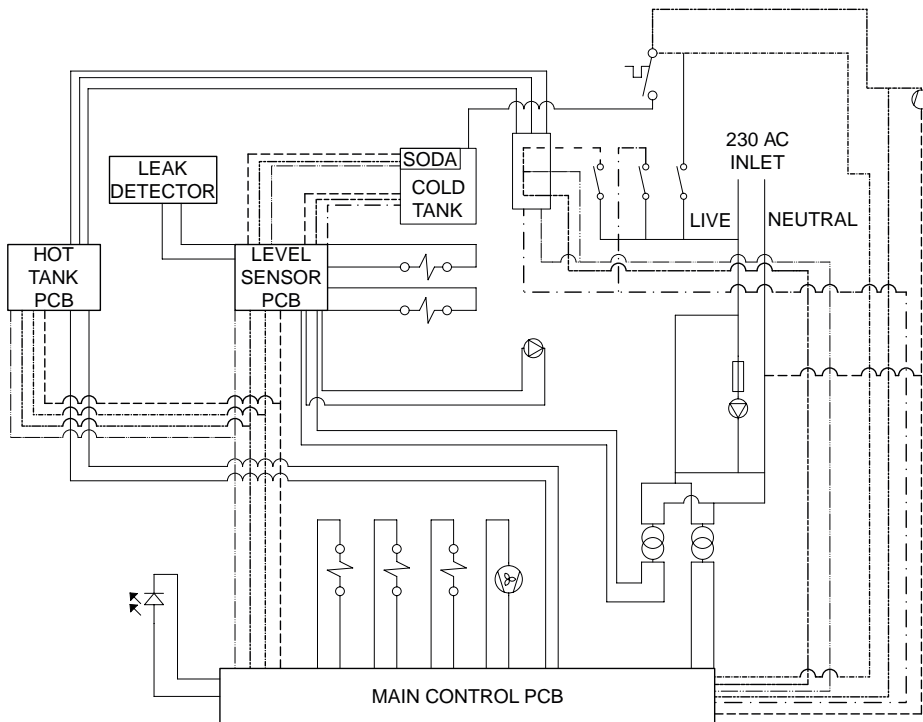 230 AC
INLET
SODA
LEAK
DETECTOR
COLD
TANK
LIVE
NEUTRAL
HOT
TANK
PCB
LEVEL
SENSOR
PCB
MAIN CONTROL PCB